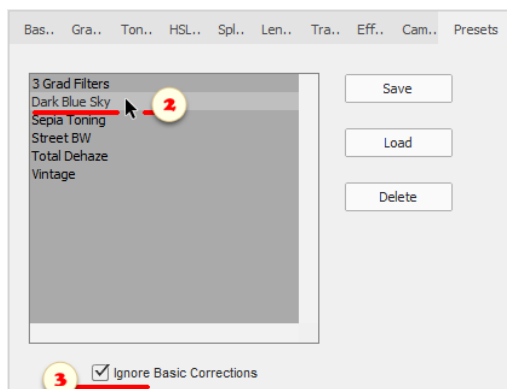 Bas.. Gra.. Ton.. HSL.. Spl.. Len.. Tra.. Eff.. Cam.. Presets
3 Grad Filters
Dark Blue Sky
2
Sepia Toning
Street BW
Total Dehaze
Vintage
Save
Load
Delete
3
Ignore Basic Corrections